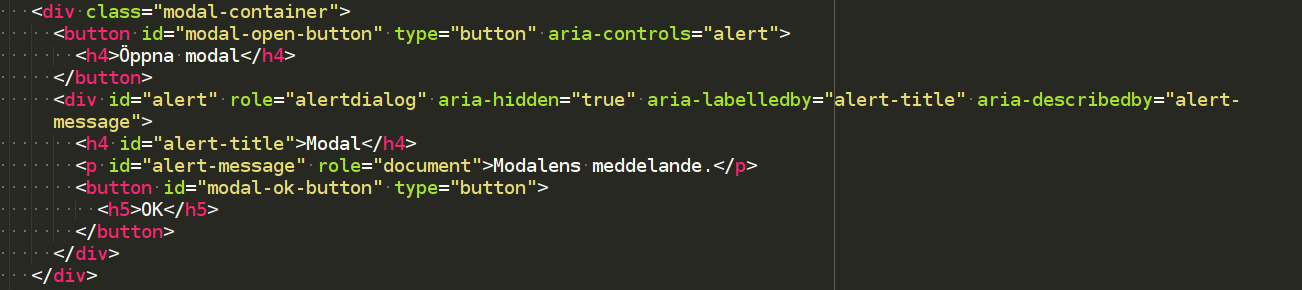 <div class="modal-container">
<button id="modal-open-button" type="button" aria-controls="alert">
<h4>Öppna modal</h4>
</button>
<div id="alert" role="alertdialog" aria-hidden="true" aria-labelledby="alert-title" aria-describedby="alert-
message">
<h4 id="alert-title">Modal</h4>
<p id="alert-message" role="document">Modalens meddelande.</p>
<button id="modal-ok-button" type="button">
<h5>OK</h5>
</button>
</div>
</div>